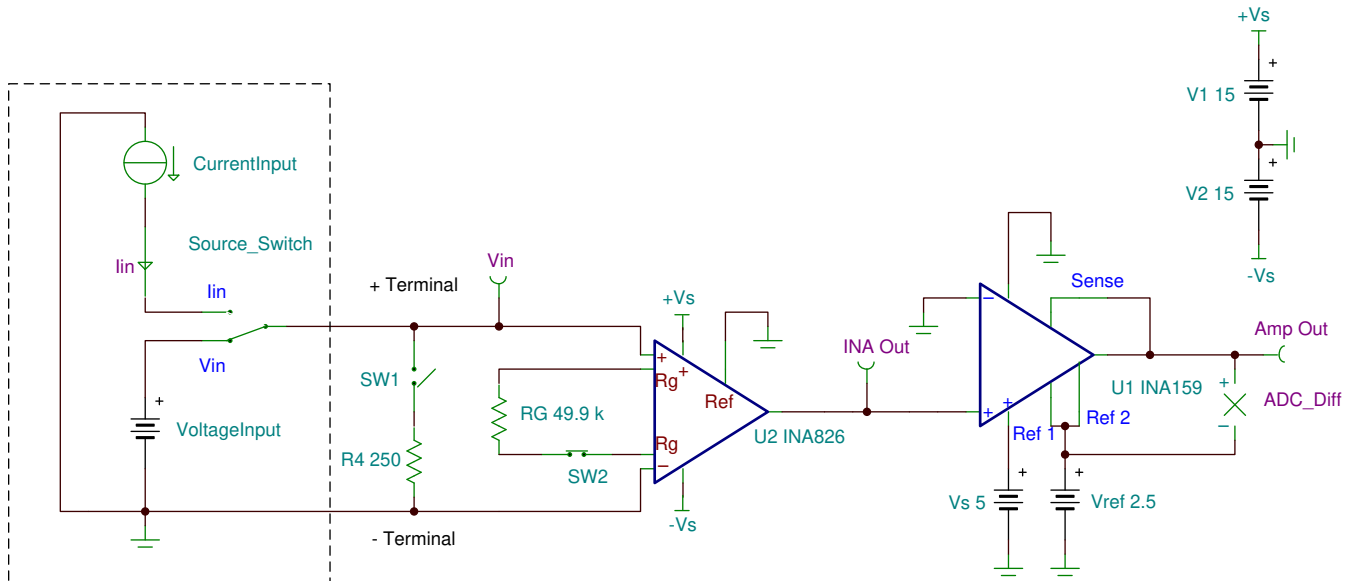 +Vs
+
V1 15
+
V2 15
-Vs
CurrentInput
Source_Switch
Iin
Iin
Vin
+
VoltageInput
+ Terminal
Vin
SW1
R4 250
- Terminal
+Vs
+
Rg
+
RG 49.9 k
Ref
Rg
-
SW2
-Vs
U2 INA826
INA Out
Sense
-
+
+
Ref 1
Ref 2
U1 INA159
Amp Out
+
ADC_Diff
-
+
Vs 5
+
Vref 2.5